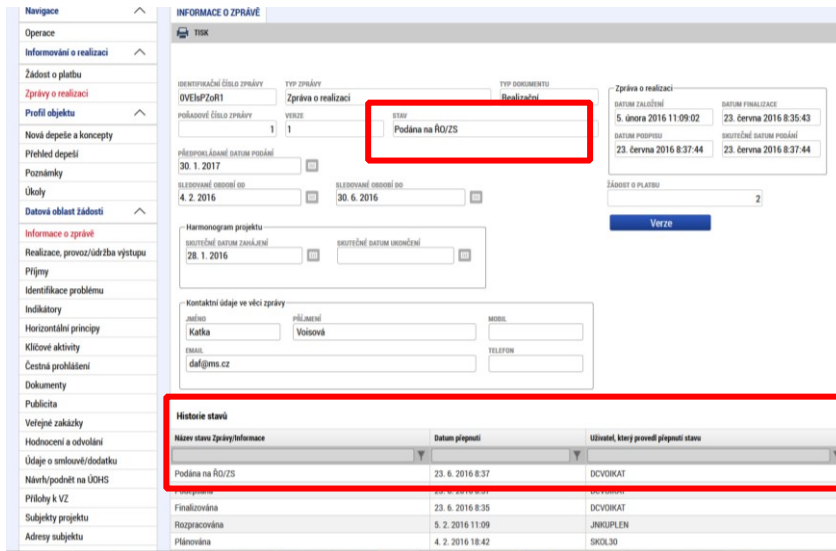 Navigace
Operace
Informování o realizaci
Žádost o platbu
Zprávy o realizaci
Profil objektu
Nová depeše a koncepty
Přehled depeší
Poznámky
Úkoly
Datová oblast žádosti
Informace o zprávě
Realizace, provoz/údržba výstupu
Příjmy
Identifikace problému
Indikátory
Horizontální principy
Klíčové aktivity
Čestná prohlášení
Dokumenty
Publicita
Veřejné zakázky
Hodnocení a odvolání
Údaje o smlouvě/dodatku
Návrh/podnět na ÚOHS
Přílohy k VZ
Subjekty projektu
Adresy subjektu
INFORMACE O ZPRÁVĚ
TISK
IDENTIFIKAČNÍ ČÍSLO ZPRÁVY TYP ZPRÁVY TYP DOKUMENTU
0VElsPZoR1 Zpráva o realizaci Realizační
POŘADOVÉ ČÍSLO ZPRÁVY VERZE STAV
1 1 Podána na ŘO/ZS
PŘEDPOKLÁDANÉ DATUM PODÁNÍ
30. 1. 2017
SLEDOVANÉ OBDOBÍ OD SLEDOVANÉ OBDOBÍ DO
4. 2. 2016 30. 6. 2016
Zpráva o realizaci
DATUM ZALOŽENÍ DATUM FINALIZACE
5. února 2016 11:09:02 23. června 2016 8:35:43
DATUM PODPISU SKUTEČNÉ DATUM PODÁNÍ
23. června 2016 8:37:44 23. června 2016 8:37:44
ŽÁDOST O PLATBU
2
Verze
Harmonogram projektu
SKUTEČNÉ DATUM ZAHÁJENÍ SKUTEČNÉ DATUM UKONČENÍ
28. 1. 2016
Kontaktní údaje ve věci zprávy
JMÉNO PŘÍJMENÍ MOBIL
Katka Voisová
EMAIL TELEFON
daf@ms.cz
Historie stavů
Název stavu Zprávy/Informace Datum přepnutí Uživatel, který provedl přepnutí stavu
Podána na ŘO/ZS 23. 6. 2016 8:37 DCVOIKAT
Podepsána 23. 6. 2016 8:37 DCVOIKAT
Finalizována 23. 6. 2016 8:35 DCVOIKAT
Rozpracována 5. 2. 2016 11:09 JNKUPLEN
Plánována 4. 2. 2016 18:42 SKOL30